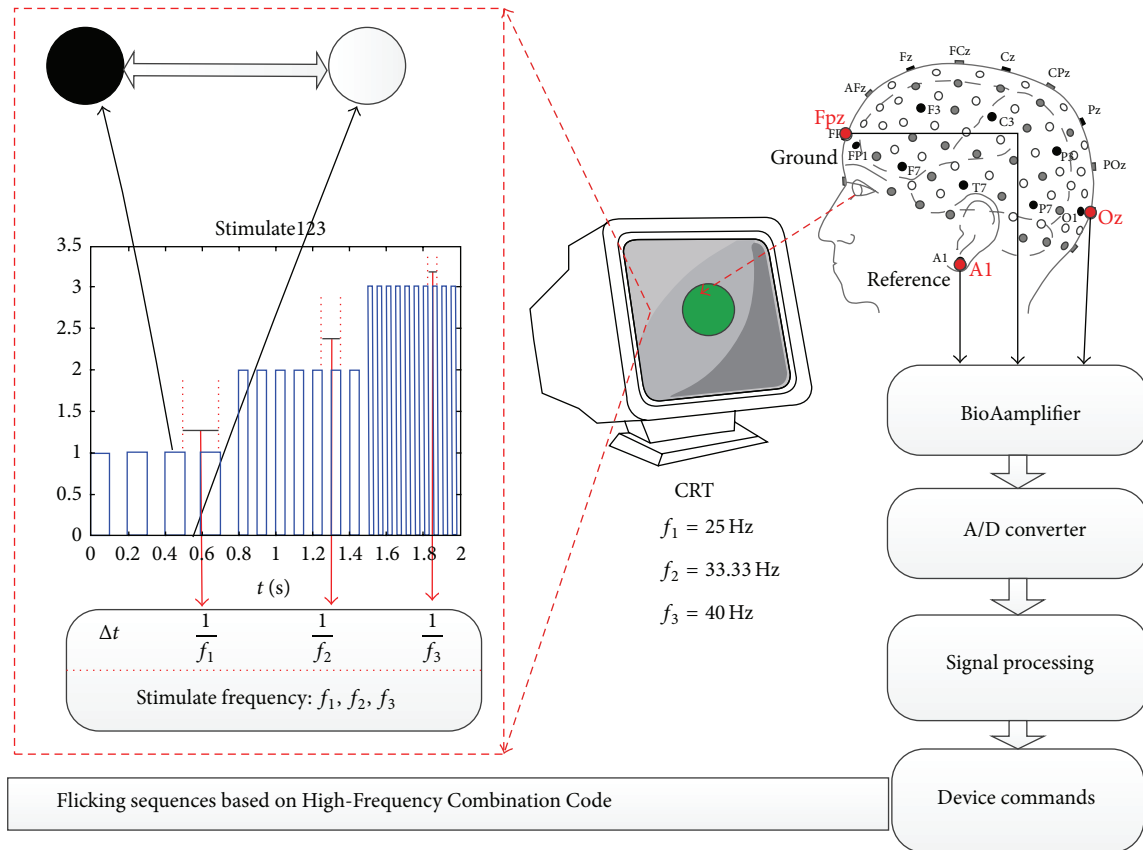 Stimulate123
3.5
3
2.5
2
1.5
1
0.5
0
0 0.2 0.4 0.6 0.8 1 1.2 1.4 1.6 1.8 2
t (s)
Δt 1/f₁ 1/f₂ 1/f₃
Stimulate frequency: f₁, f₂, f₃
CRT
f₁ = 25 Hz
f₂ = 33.33 Hz
f₃ = 40 Hz
Fz
FCz
Cz
CPz
AFz
Pz
Fpz
FP
F3
C3
Ground
FP1
P3
F7
T7
POz
P7
O1
Oz
A1
A1
Reference
BioAamplifier
A/D converter
Signal processing
Device commands
Flicking sequences based on High-Frequency Combination Code